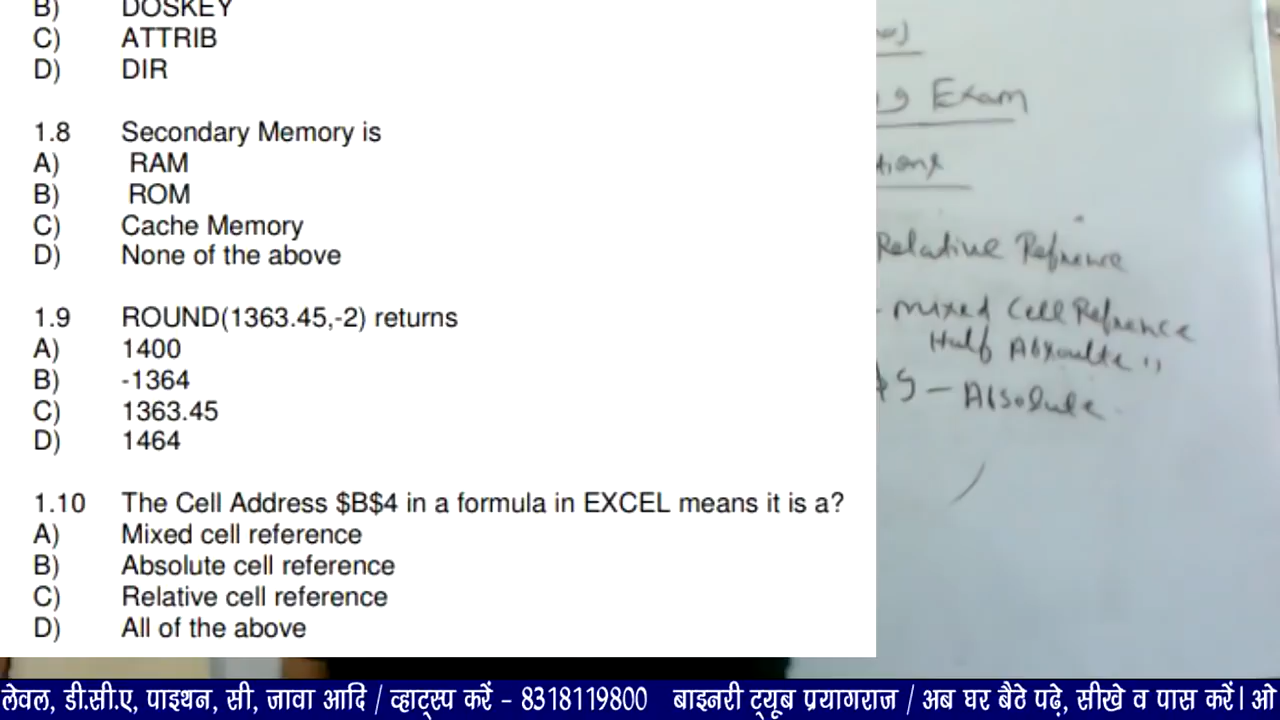 B) DOSKEY
C) ATTRIB
D) DIR
1.8 Secondary Memory is
A) RAM
B) ROM
C) Cache Memory
D) None of the above
1.9 ROUND(1363.45,-2) returns
A) 1400
B) -1364
C) 1363.45
D) 1464
1.10 The Cell Address $B$4 in a formula in EXCEL means it is a?
A) Mixed cell reference
B) Absolute cell reference
C) Relative cell reference
D) All of the above
Exam
Relative
mixed Cell
Half
$5 - Absolute
लेवल, डी.सी.ए, पाइथन, सी, जावा आदि / व्हाट्स्प करें - 8318119800 बाइनरी ट्यूब प्रयागराज / अब घर बैठे पढ़े, सीखे व पास करें। ओ